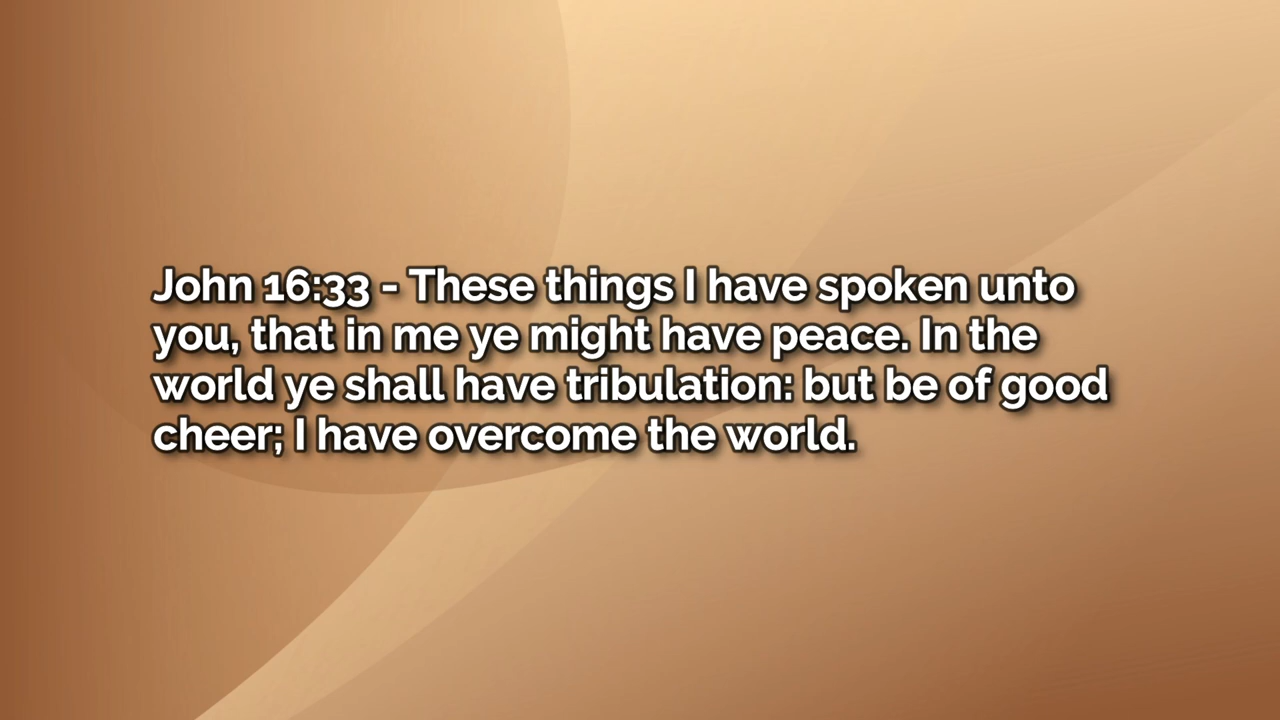 John 16:33 - These things I have spoken unto
you, that in me ye might have peace. In the
world ye shall have tribulation: but be of good
cheer; I have overcome the world.